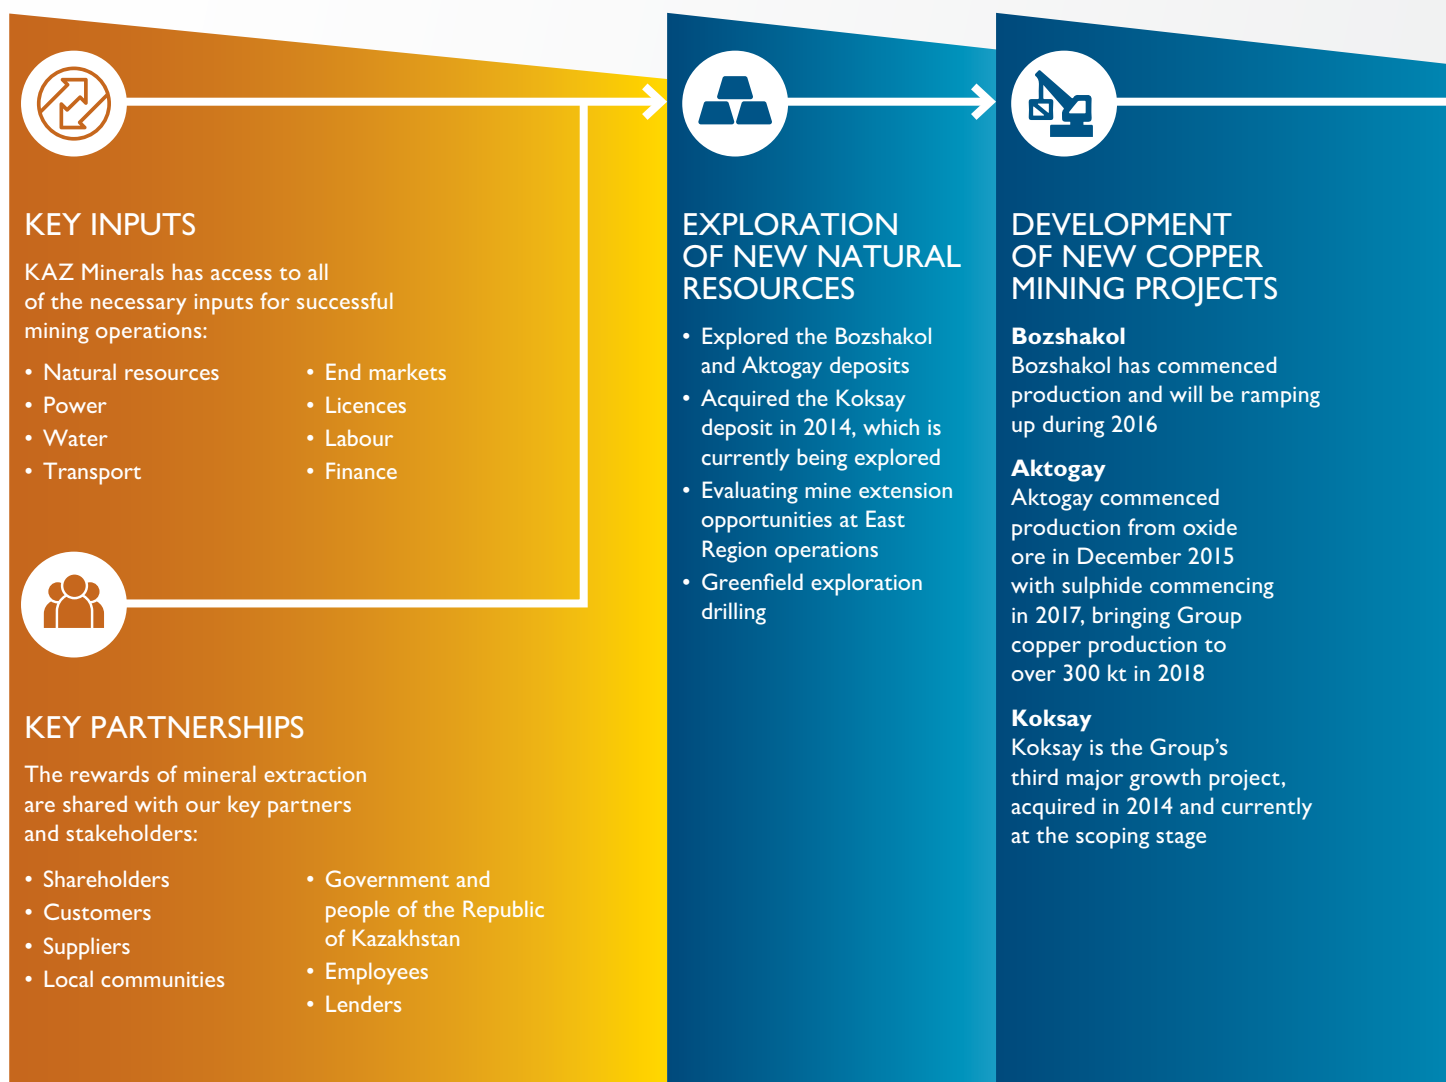 KEY INPUTS
KAZ Minerals has access to all
of the necessary inputs for successful
mining operations:
• Natural resources
• Power
• Water
• Transport
• End markets
• Licences
• Labour
• Finance
KEY PARTNERSHIPS
The rewards of mineral extraction
are shared with our key partners
and stakeholders:
• Shareholders
• Customers
• Suppliers
• Local communities
• Government and
people of the Republic
of Kazakhstan
• Employees
• Lenders
EXPLORATION
OF NEW NATURAL
RESOURCES
• Explored the Bozshakol
and Aktogay deposits
• Acquired the Koksay
deposit in 2014, which is
currently being explored
• Evaluating mine extension
opportunities at East
Region operations
• Greenfield exploration
drilling
DEVELOPMENT
OF NEW COPPER
MINING PROJECTS
Bozshakol
Bozshakol has commenced
production and will be ramping
up during 2016
Aktogay
Aktogay commenced
production from oxide
ore in December 2015
with sulphide commencing
in 2017, bringing Group
copper production to
over 300 kt in 2018
Koksay
Koksay is the Group's
third major growth project,
acquired in 2014 and currently
at the scoping stage